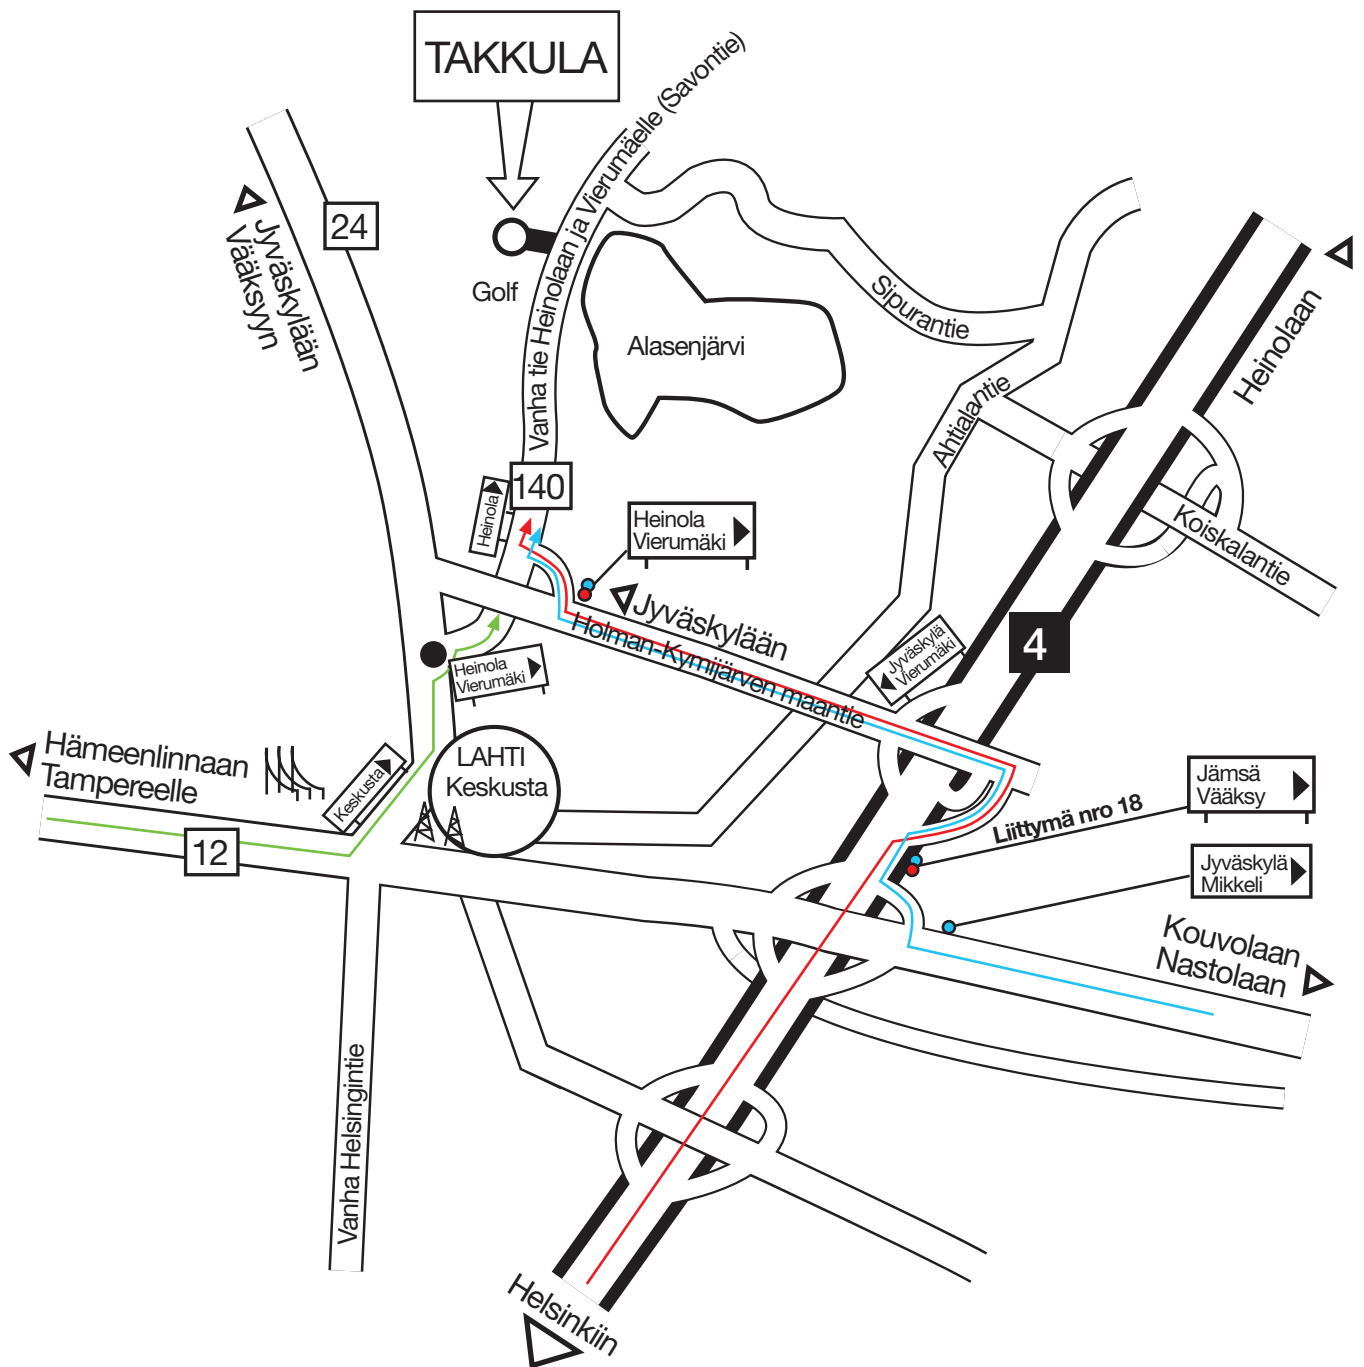 TAKKULA
Vanha tie Heinolaan ja Vierumäelle (Savontie)
24
Jyväskylään
Vääksyyn
Golf
Alasenjärvi
Sipurantie
Heinolaan
Ahtialantie
Koiskalantie
140
Heinola
Heinola
Vierumäki
Jyväskylään
Holman-Kymijärven maantie
4
Jyväskylä
Vierumäki
Heinola
Vierumäki
Hämeenlinnaan
Tampereelle
Keskusta
LAHTI
Keskusta
12
Jämsä
Vääksy
Liittymä nro 18
Jyväskylä
Mikkeli
Kouvolaan
Nastolaan
Vanha Helsingintie
Helsinkiin